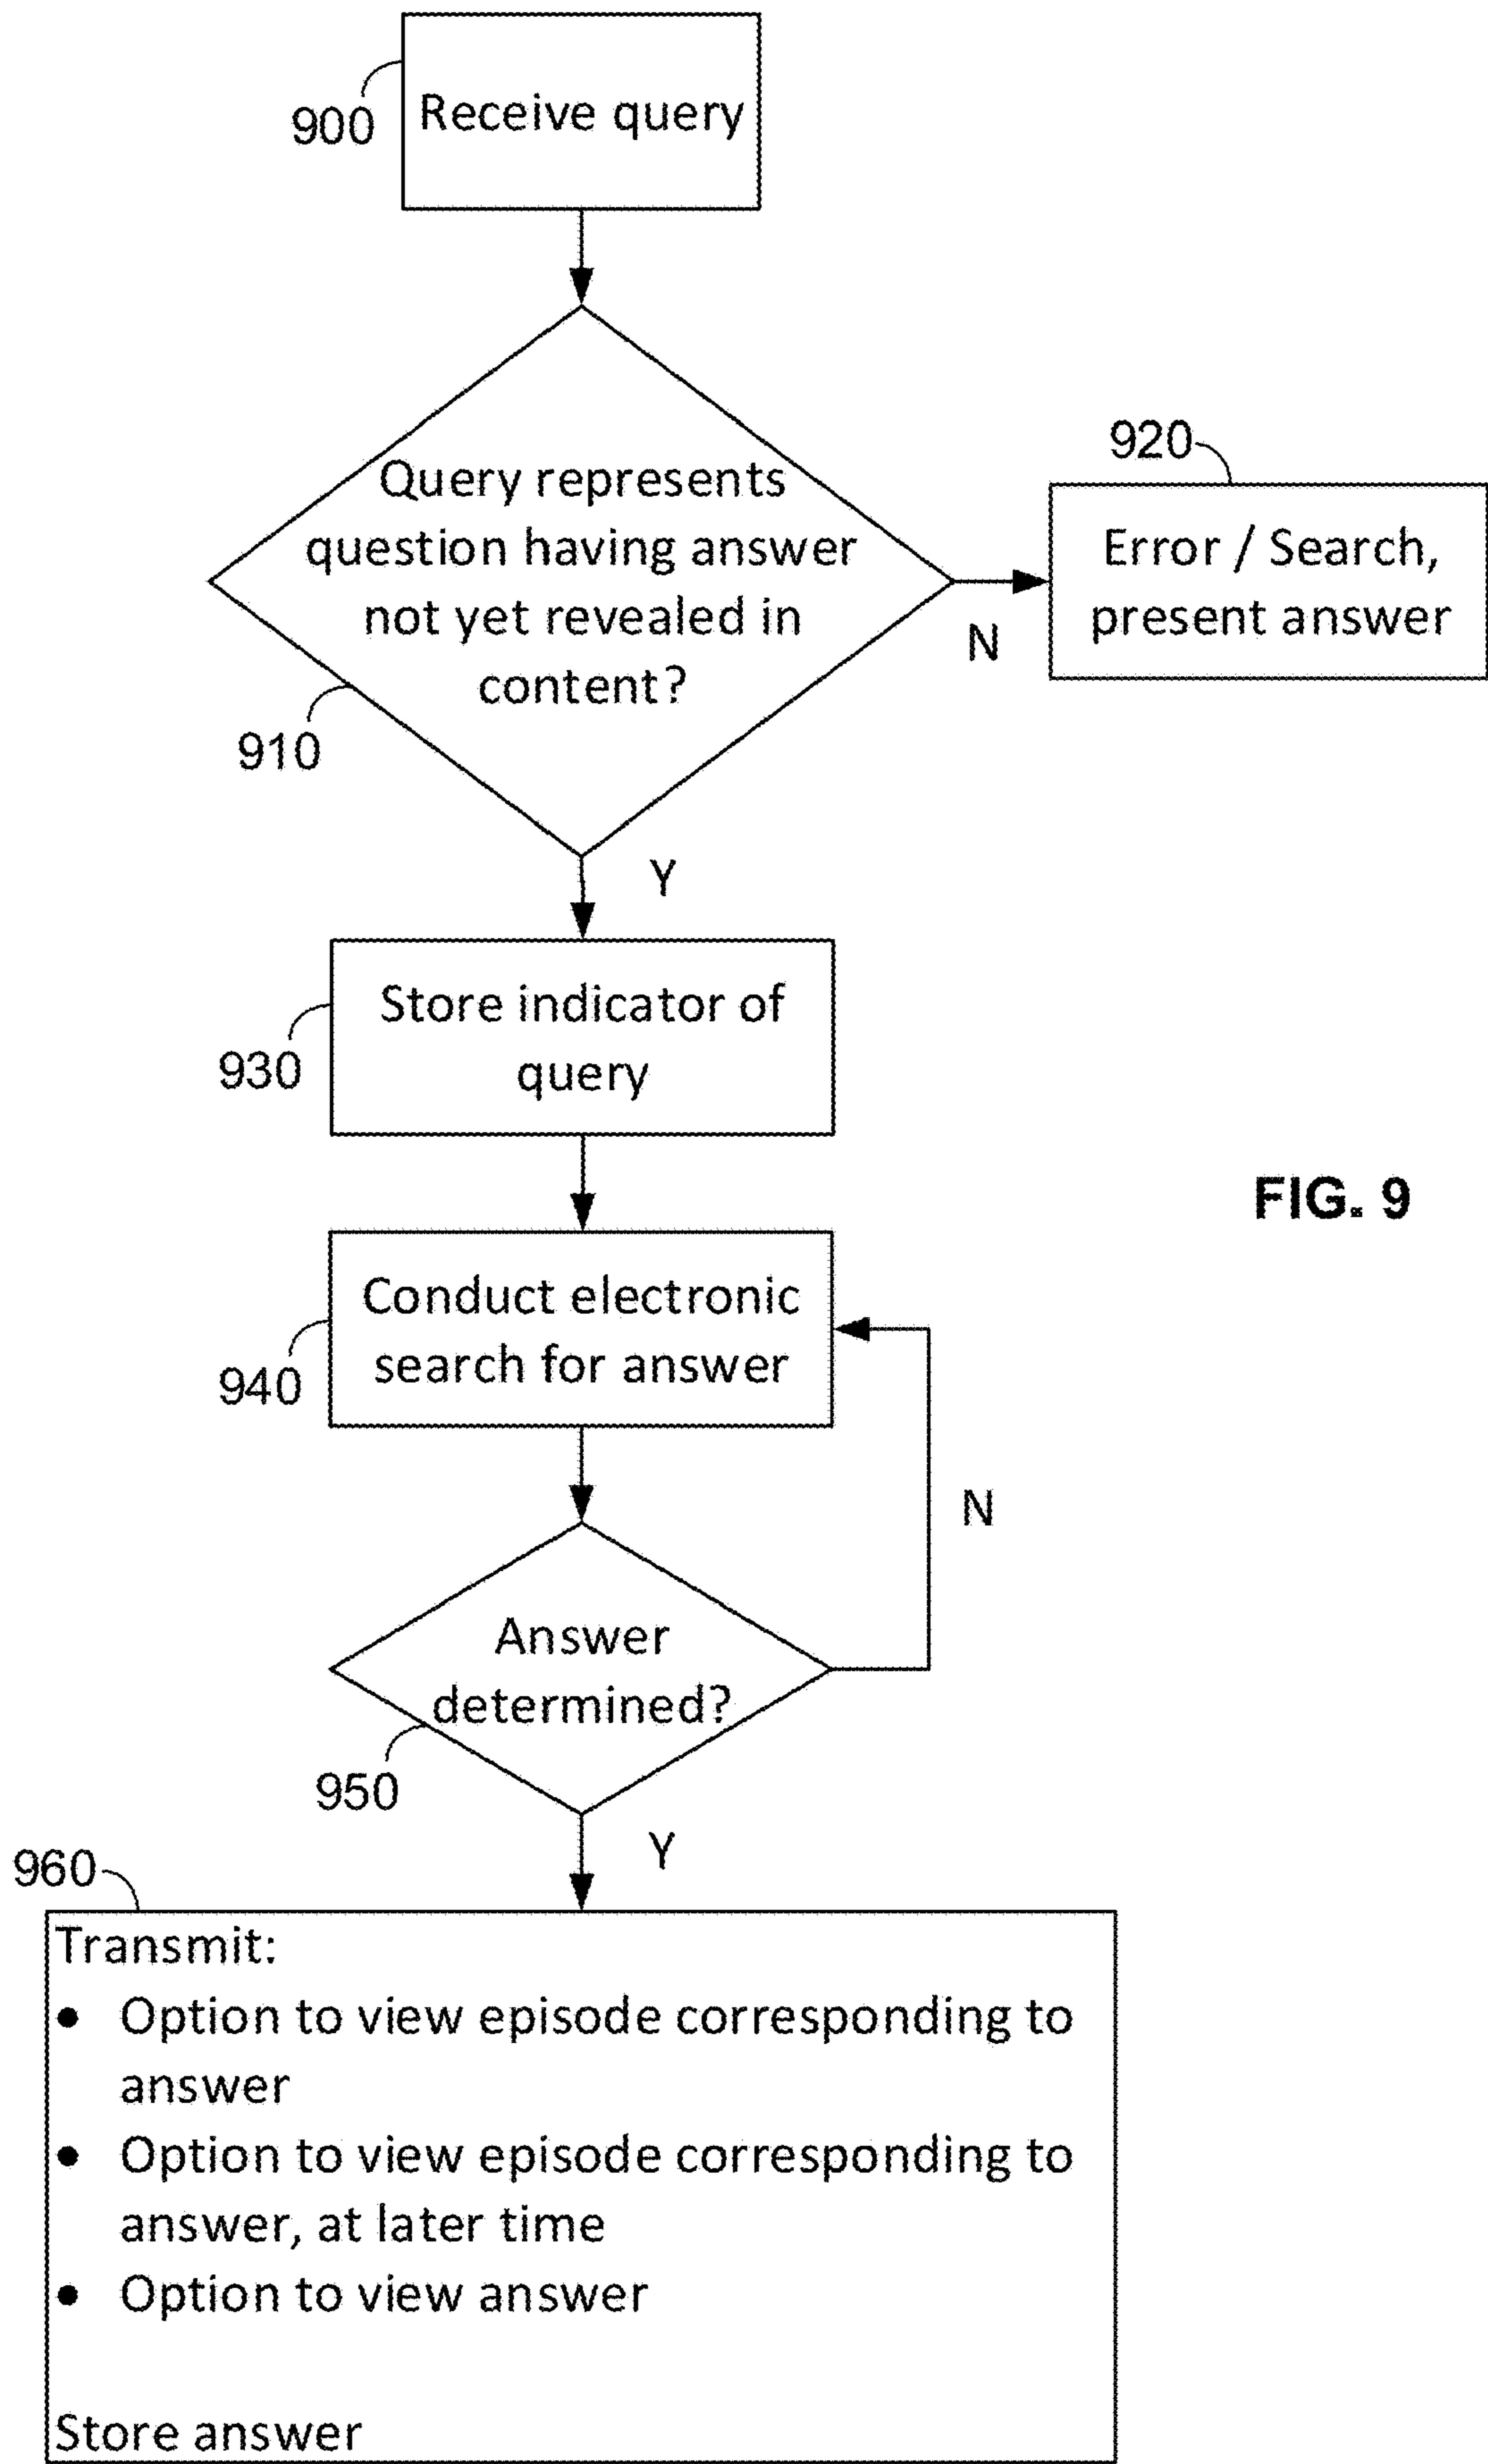 900
Receive query
Query represents
question having answer
not yet revealed in
content?
910
920
Error / Search,
present answer
N
Y
Store indicator of
query
930
FIG. 9
Conduct electronic
search for answer
940
N
Answer
determined?
950
Y
960
Transmit:
• Option to view episode corresponding to
answer
• Option to view episode corresponding to
answer, at later time
• Option to view answer
Store answer